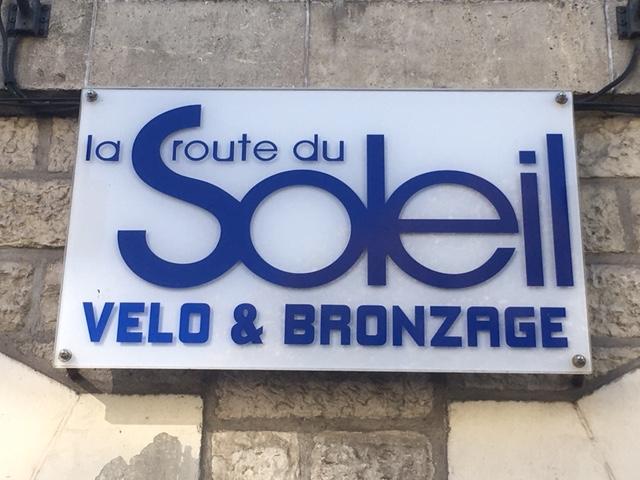 la route du
Soleil
VELO & BRONZAGE